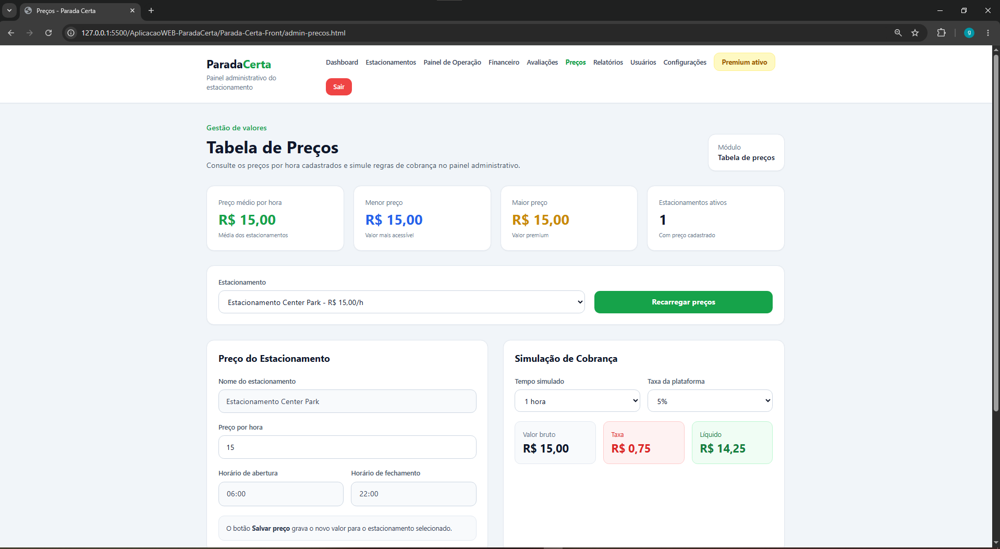 Preços - Parada Certa
127.0.0.1:5500/AplicacaoWEB-ParadaCerta/Parada-Certa-Front/admin-precos.html
g
ParadaCerta
Painel administrativo do
estacionamento
Dashboard Estacionamentos Painel de Operação Financeiro Avaliações Preços Relatórios Usuários Configurações Premium ativo
Sair
Gestão de valores
Tabela de Preços
Consulte os preços por hora cadastrados e simule regras de cobrança no painel administrativo.
Módulo
Tabela de preços
Preço médio por hora
R$ 15,00
Média dos estacionamentos
Menor preço
R$ 15,00
Valor mais acessível
Maior preço
R$ 15,00
Valor premium
Estacionamentos ativos
1
Com preço cadastrado
Estacionamento
Estacionamento Center Park - R$ 15,00/h
Recarregar preços
Preço do Estacionamento
Nome do estacionamento
Estacionamento Center Park
Preço por hora
15
Horário de abertura
06:00
Horário de fechamento
22:00
O botão Salvar preço grava o novo valor para o estacionamento selecionado.
Simulação de Cobrança
Tempo simulado
1 hora
Taxa da plataforma
5%
Valor bruto
R$ 15,00
Taxa
R$ 0,75
Líquido
R$ 14,25